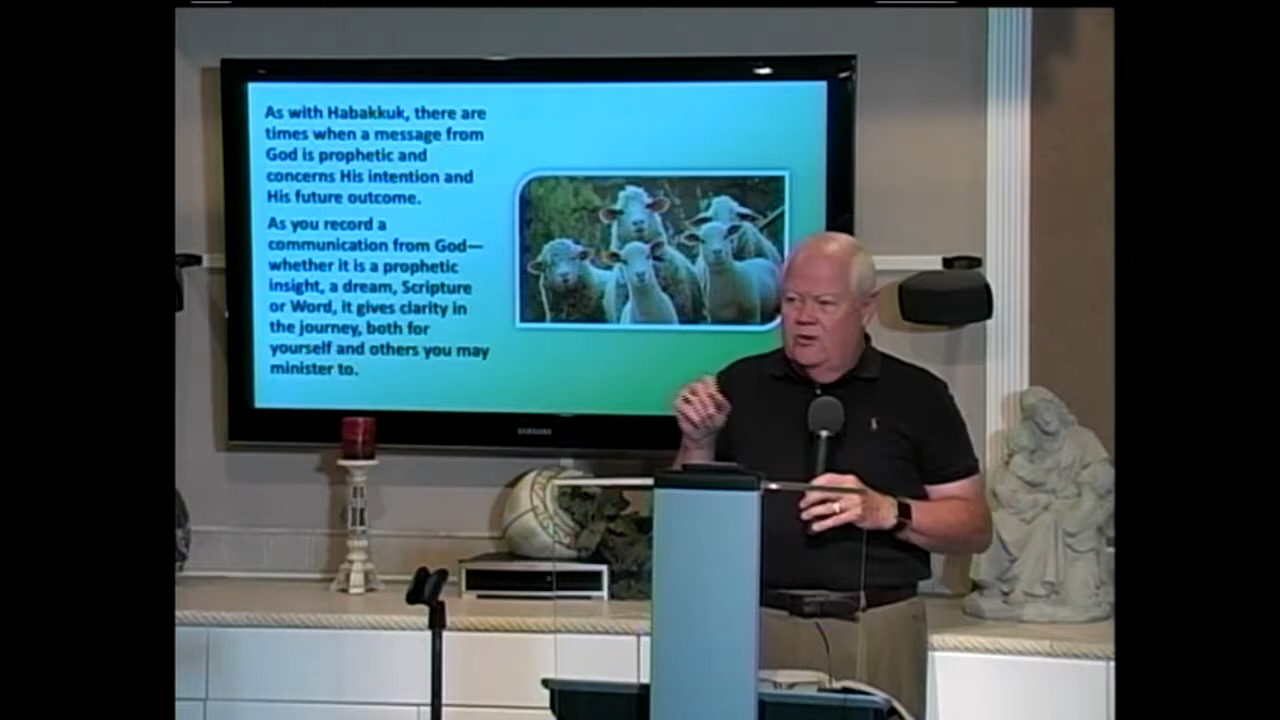 As with Habakkuk, there are
times when a message from
God is prophetic and
concerns His intention and
His future outcome.
As you record a
communication from God—
whether it is a prophetic
insight, a dream, Scripture
or Word, it gives clarity in
the journey, both for
yourself and others you may
minister to.
SAMSUNG